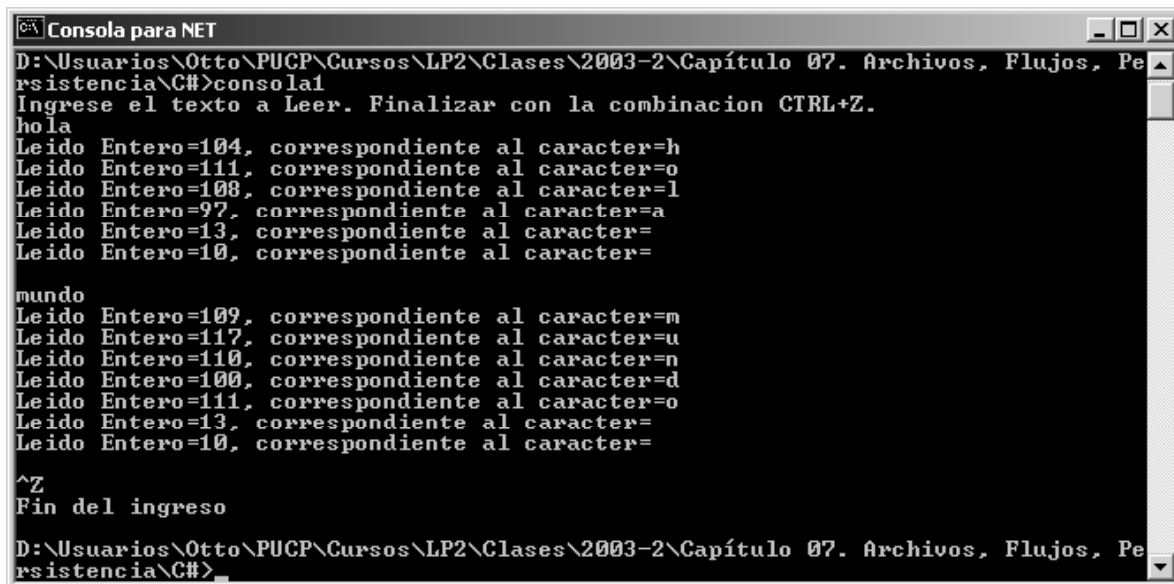 Consola para NET
D:\Usuarios\Otto\PUCP\Cursos\LP2\Clases\2003-2\Capítulo 07. Archivos, Flujos, Pe
rsistencia\C#>consola1
Ingrese el texto a Leer. Finalizar con la combinacion CTRL+Z.
hola
Leido Entero=104, correspondiente al caracter=h
Leido Entero=111, correspondiente al caracter=o
Leido Entero=108, correspondiente al caracter=l
Leido Entero=97, correspondiente al caracter=a
Leido Entero=13, correspondiente al caracter=
Leido Entero=10, correspondiente al caracter=
mundo
Leido Entero=109, correspondiente al caracter=m
Leido Entero=117, correspondiente al caracter=u
Leido Entero=110, correspondiente al caracter=n
Leido Entero=100, correspondiente al caracter=d
Leido Entero=111, correspondiente al caracter=o
Leido Entero=13, correspondiente al caracter=
Leido Entero=10, correspondiente al caracter=
^Z
Fin del ingreso
D:\Usuarios\Otto\PUCP\Cursos\LP2\Clases\2003-2\Capítulo 07. Archivos, Flujos, Pe
rsistencia\C#>_